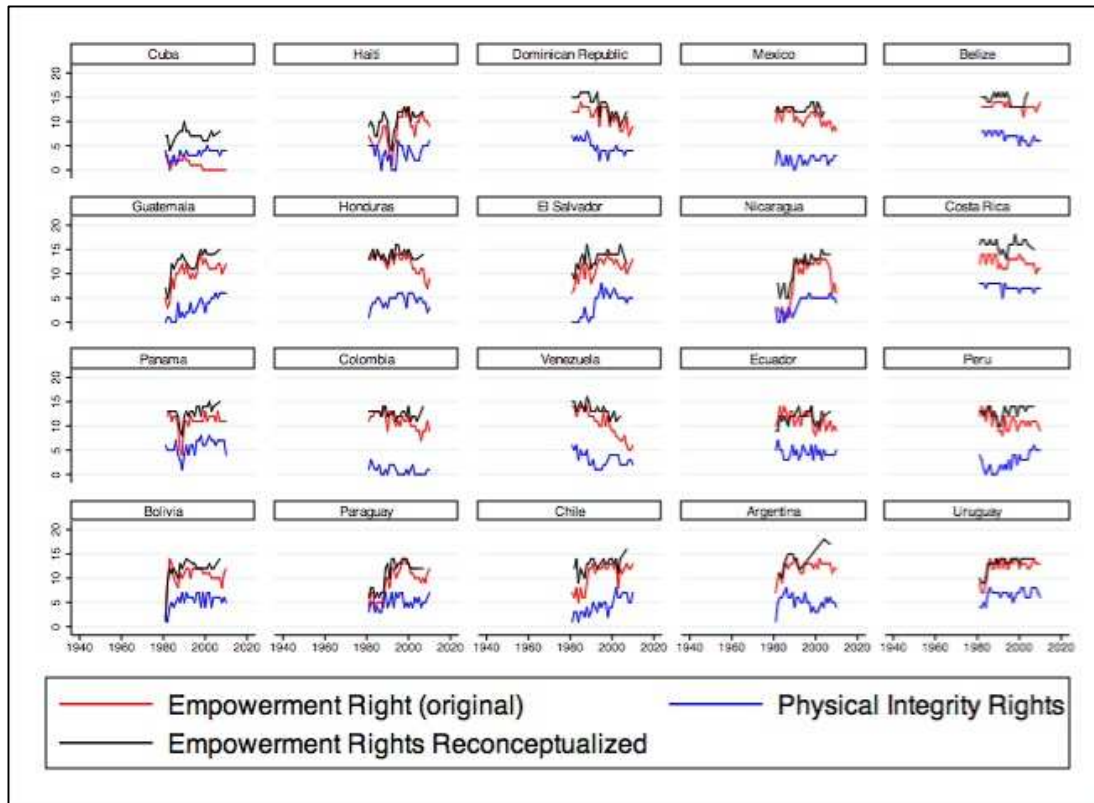 Cuba Haiti Dominican Republic Mexico Belize
0 5 10 15 20
Guatemala Honduras El Salvador Nicaragua Costa Rica
0 5 10 15 20
Panama Colombia Venezuela Ecuador Peru
0 5 10 15 20
Bolivia Paraguay Chile Argentina Uruguay
0 5 10 15 20
1940 1960 1980 2000 2020 1940 1960 1980 2000 2020 1940 1960 1980 2000 2020 1940 1960 1980 2000 2020 1940 1960 1980 2000 2020
Empowerment Right (original) Physical Integrity Rights
Empowerment Rights Reconceptualized